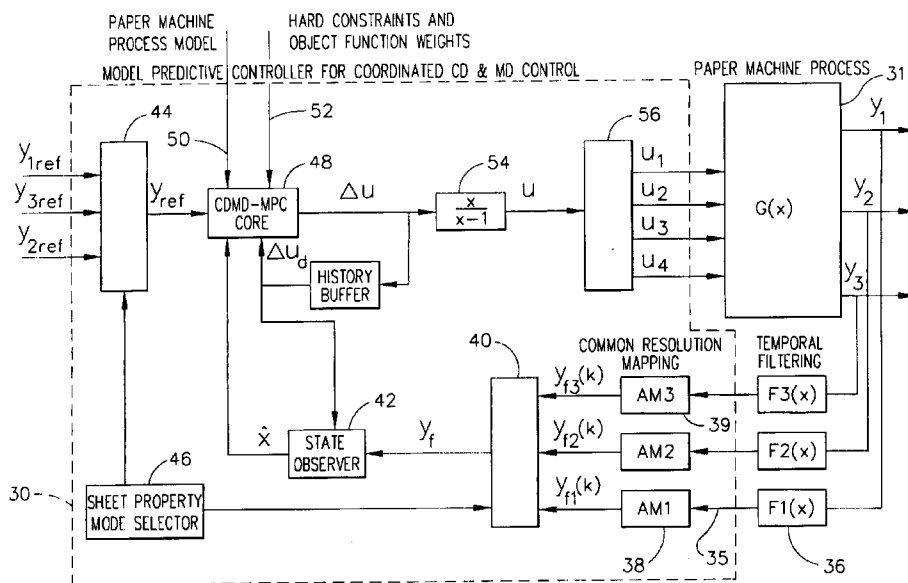 PAPER MACHINE
PROCESS MODEL
HARD CONSTRAINTS AND
OBJECT FUNCTION WEIGHTS
MODEL PREDICTIVE CONTROLLER FOR COORDINATED CD & MD CONTROL
PAPER MACHINE PROCESS
31
44
50
52
48
54
56
y1ref
y3ref
y2ref
yref
CDMD-MPC
CORE
Δu
x
x-1
u
u1
u2
u3
u4
G(x)
y1
y2
y3
Δud
HISTORY
BUFFER
COMMON RESOLUTION
MAPPING
TEMPORAL
FILTERING
40
42
x̂
STATE
OBSERVER
yf
yf3(k)
AM3
39
F3(x)
yf2(k)
AM2
F2(x)
yf1(k)
AM1
38
35
F1(x)
36
46
30
SHEET PROPERTY
MODE SELECTOR